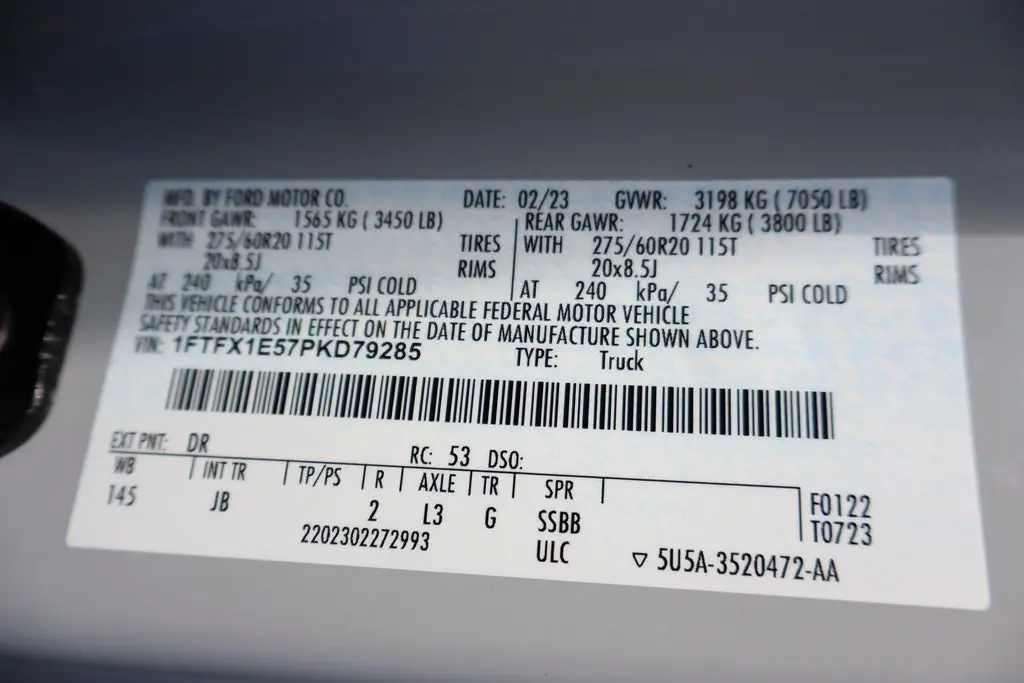 MFD. BY FORD MOTOR CO. DATE: 02/23 GVWR: 3198 KG ( 7050 LB)
FRONT GAWR: 1565 KG ( 3450 LB) REAR GAWR: 1724 KG ( 3800 LB)
WITH 275/60R20 115T TIRES WITH 275/60R20 115T TIRES
20x8.5J RIMS 20x8.5J RIMS
AT 240 kPa/ 35 PSI COLD AT 240 kPa/ 35 PSI COLD
THIS VEHICLE CONFORMS TO ALL APPLICABLE FEDERAL MOTOR VEHICLE
SAFETY STANDARDS IN EFFECT ON THE DATE OF MANUFACTURE SHOWN ABOVE.
VIN: 1FTFX1E57PKD79285 TYPE: Truck
EXT PNT: DR RC: 53 DSO:
WB INT TR TP/PS R AXLE TR SPR
145 JB 2 L3 G SSBB F0122
2202302272993 ULC T0723
▽ 5U5A-3520472-AA